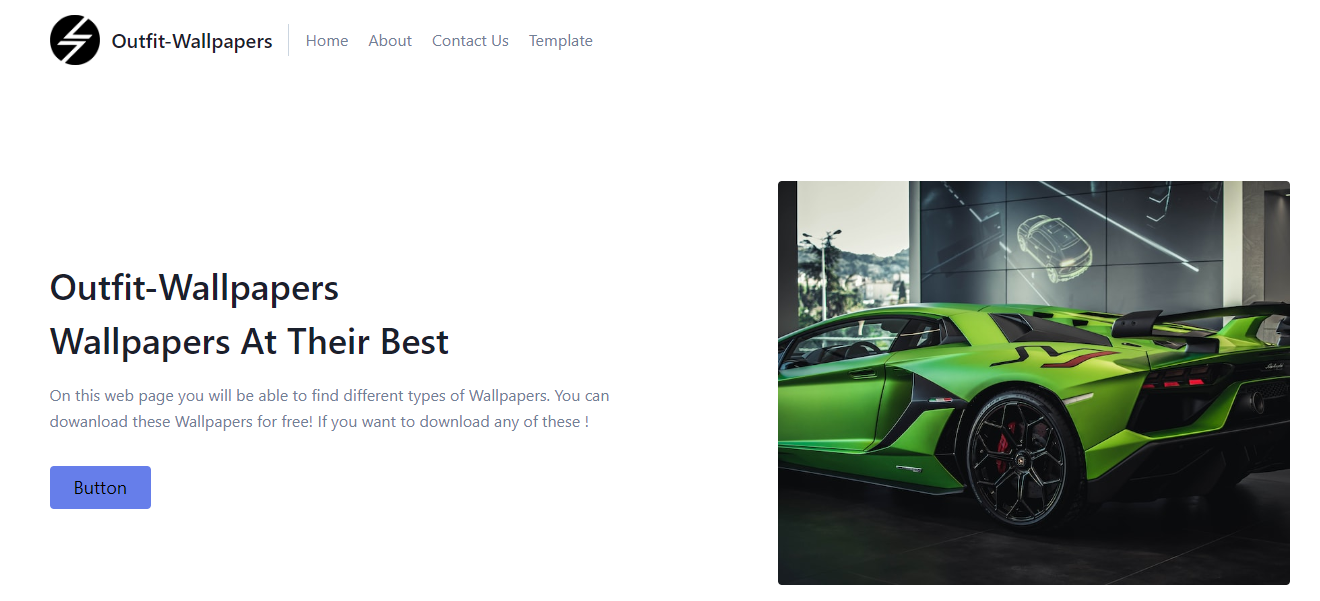 Outfit-Wallpapers
Home About Contact Us Template
Outfit-Wallpapers
Wallpapers At Their Best
On this web page you will be able to find different types of Wallpapers. You can
dowanload these Wallpapers for free! If you want to download any of these !
Button